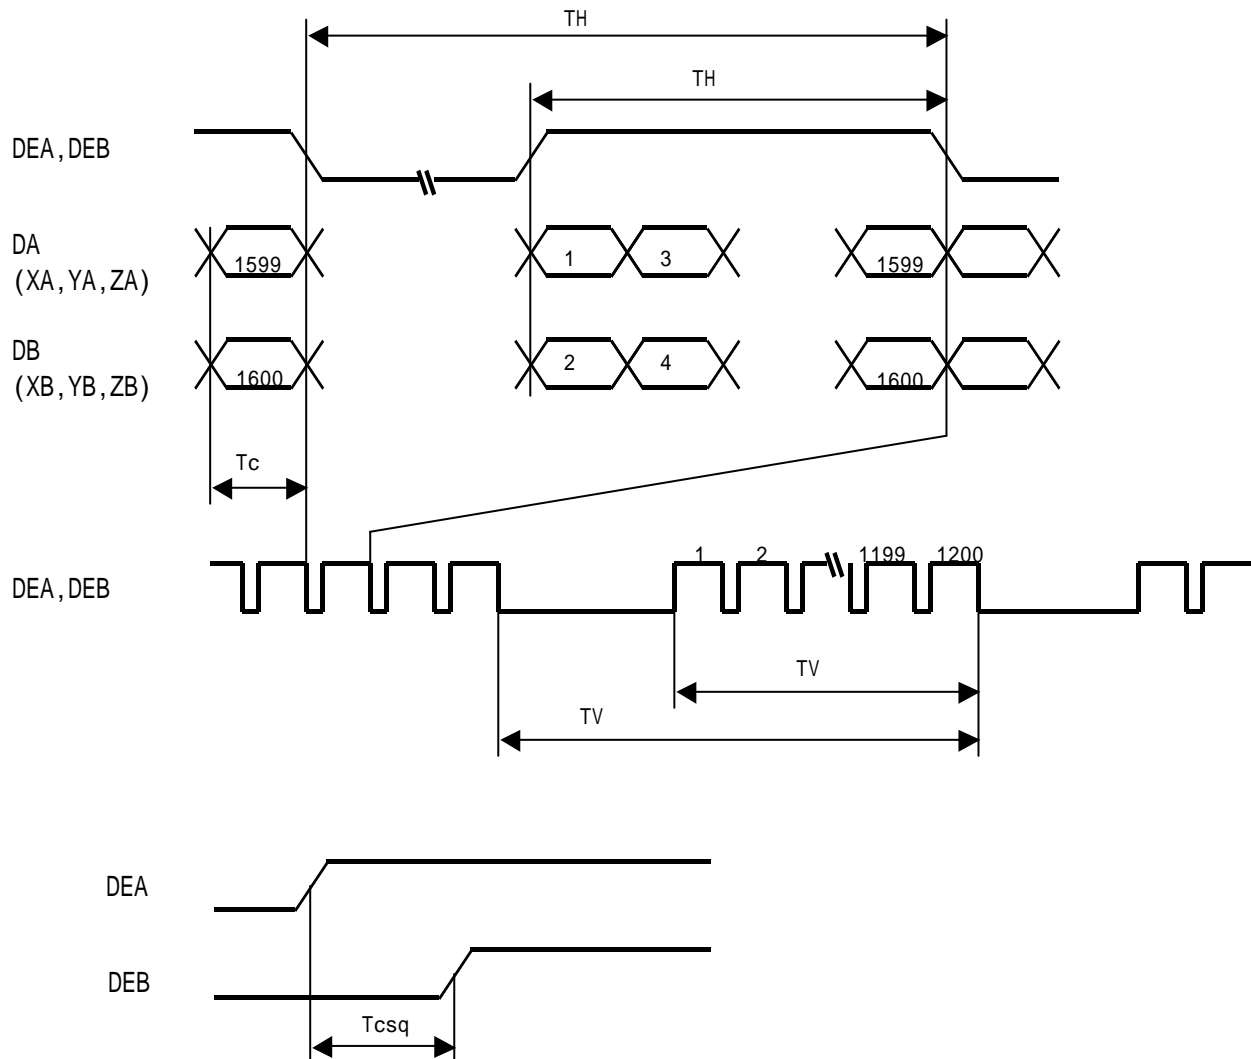 TH
TH
DEA,DEB
DA
(XA,YA,ZA)
1599 1 3 1599
DB
(XB,YB,ZB)
1600 2 4 1600
Tc
DEA,DEB
1 2 1199 1200
TV
TV
DEA
DEB
Tcsq